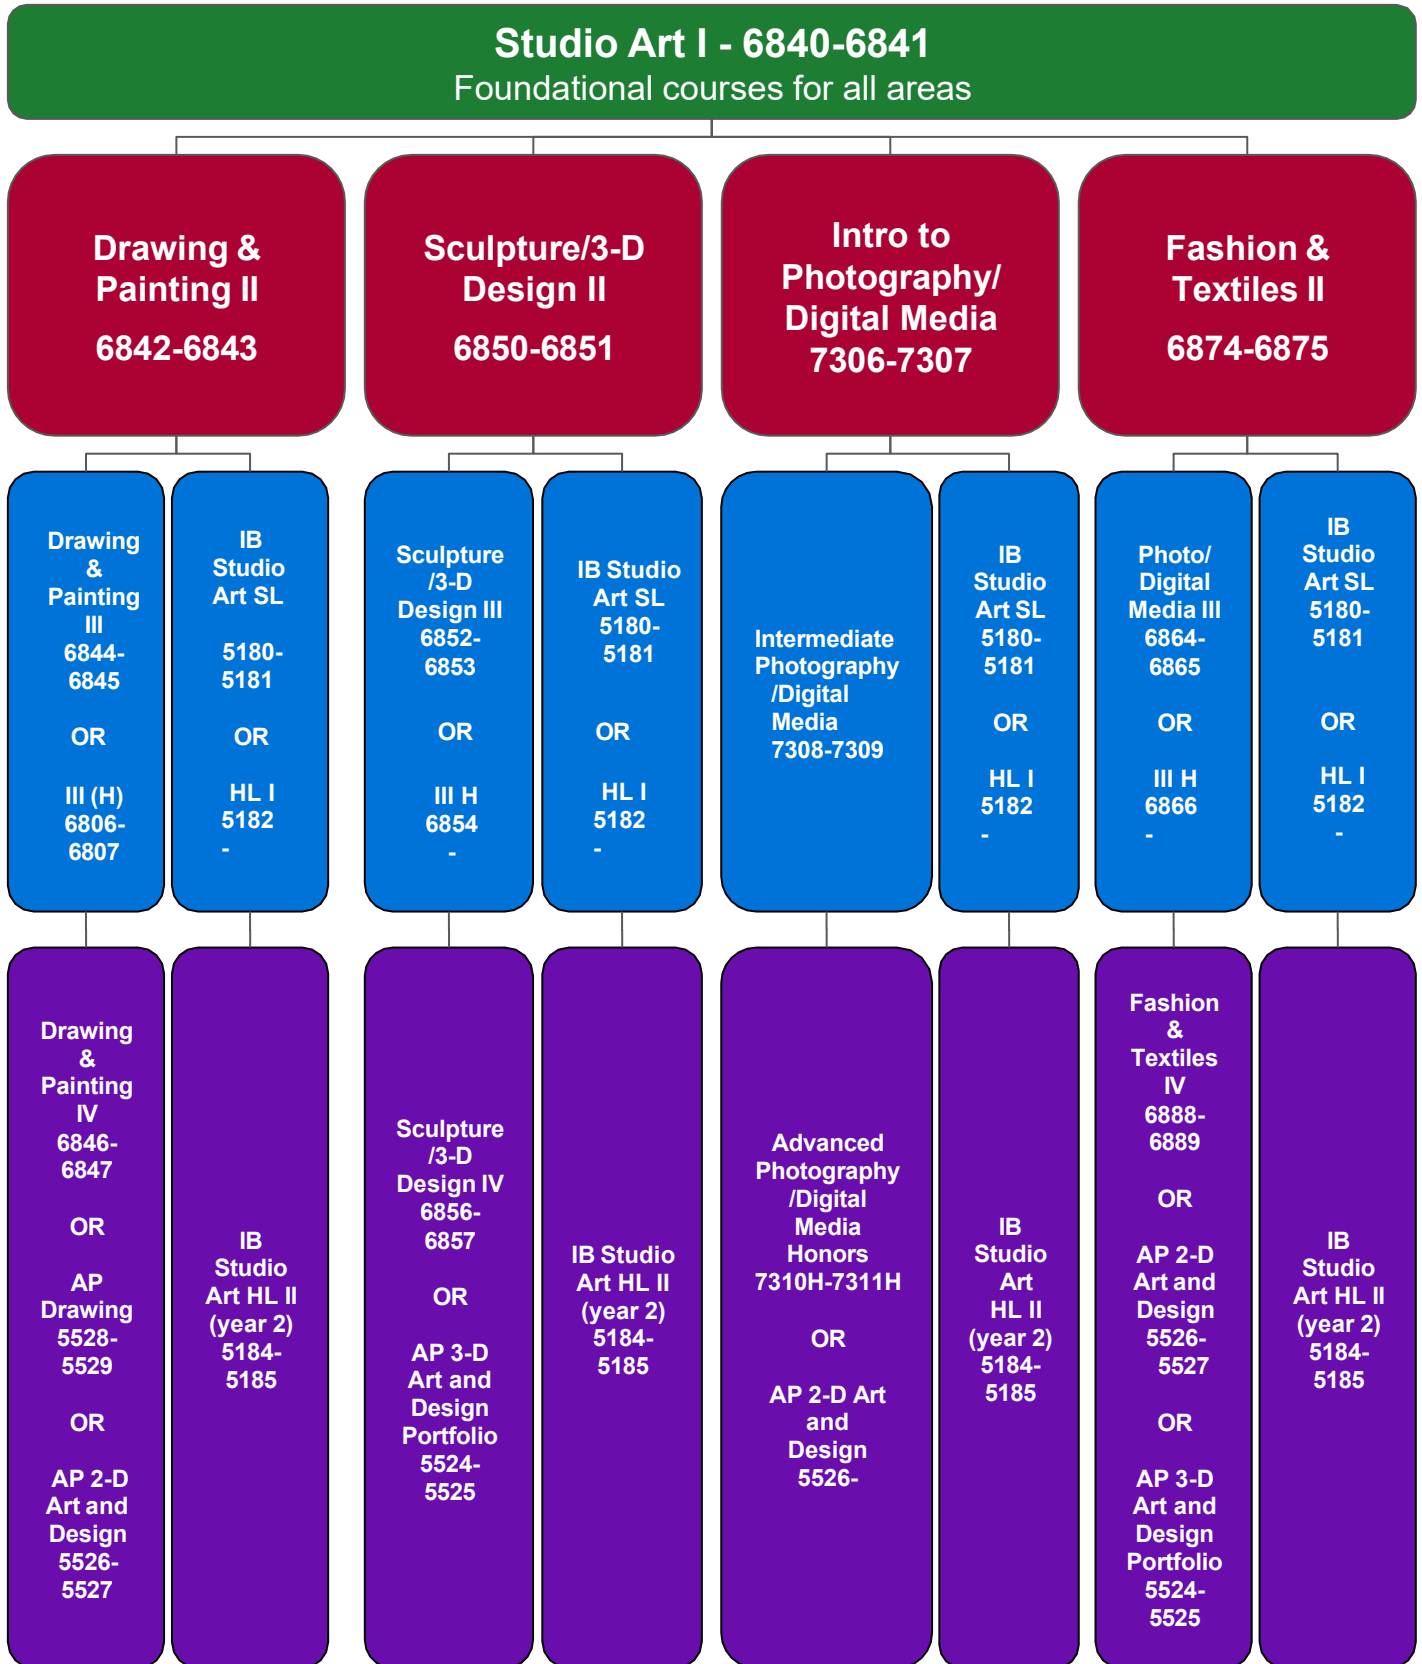 Studio Art I - 6840-6841
Foundational courses for all areas
Drawing &
Painting II
6842-6843
Sculpture/3-D
Design II
6850-6851
Intro to
Photography/
Digital Media
7306-7307
Fashion &
Textiles II
6874-6875
Drawing
&
Painting
III
6844-
6845
OR
III (H)
6806-
6807
IB
Studio
Art SL
5180-
5181
OR
HL I
5182
-
Sculpture
/3-D
Design III
6852-
6853
OR
III H
6854
-
IB Studio
Art SL
5180-
5181
OR
HL I
5182
-
Intermediate
Photography
/Digital
Media
7308-7309
IB
Studio
Art SL
5180-
5181
OR
HL I
5182
-
Photo/
Digital
Media III
6864-
6865
OR
III H
6866
-
IB
Studio
Art SL
5180-
5181
OR
HL I
5182
-
Drawing
&
Painting
IV
6846-
6847
OR
AP
Drawing
5528-
5529
OR
AP 2-D
Art and
Design
5526-
5527
IB
Studio
Art HL II
(year 2)
5184-
5185
Sculpture
/3-D
Design IV
6856-
6857
OR
AP 3-D
Art and
Design
Portfolio
5524-
5525
IB Studio
Art HL II
(year 2)
5184-
5185
Advanced
Photography
/Digital
Media
Honors
7310H-7311H
OR
AP 2-D Art
and
Design
5526-
IB
Studio
Art
HL II
(year 2)
5184-
5185
Fashion
&
Textiles
IV
6888-
6889
OR
AP 2-D
Art and
Design
5526-
5527
OR
AP 3-D
Art and
Design
Portfolio
5524-
5525
IB
Studio
Art HL II
(year 2)
5184-
5185